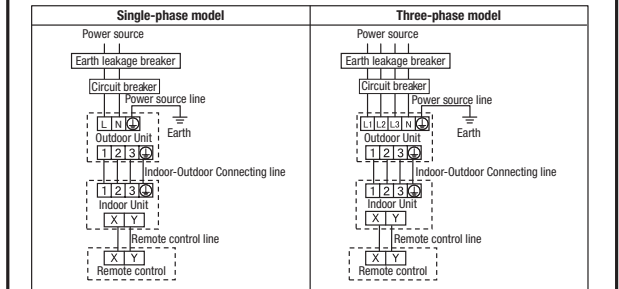 Single-phase model
Power source
Earth leakage breaker
Circuit breaker
Power source line
L N
Earth
Outdoor Unit
1 2 3
Indoor-Outdoor Connecting line
1 2 3
Indoor Unit
X Y
Remote control line
X Y
Remote control
Three-phase model
Power source
Earth leakage breaker
Circuit breaker
Power source line
L1 L2 L3 N
Earth
Outdoor Unit
1 2 3
Indoor-Outdoor Connecting line
1 2 3
Indoor Unit
X Y
Remote control line
X Y
Remote control